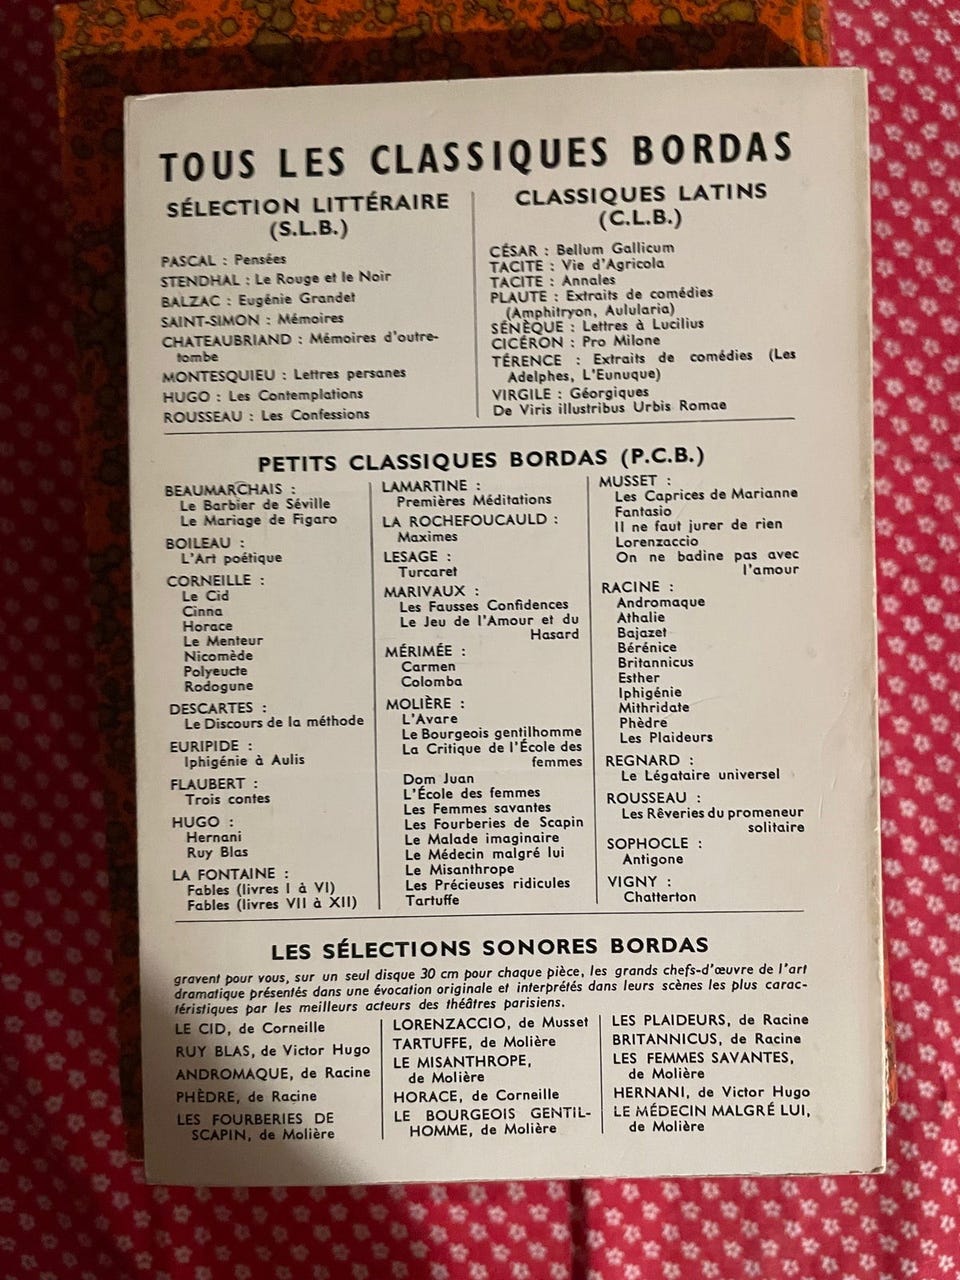 TOUS LES CLASSIQUES BORDAS
SÉLECTION LITTÉRAIRE
(S.L.B.)
PASCAL : Pensées
STENDHAL : Le Rouge et le Noir
BALZAC : Eugénie Grandet
SAINT-SIMON : Mémoires
CHATEAUBRIAND : Mémoires d'outre-
tombe
MONTESQUIEU : Lettres persanes
HUGO : Les Contemplations
ROUSSEAU : Les Confessions
CLASSIQUES LATINS
(C.L.B.)
CÉSAR : Bellum Gallicum
TACITE : Vie d'Agricola
TACITE : Annales
PLAUTE : Extraits de comédies
(Amphitryon, Aulularia)
SÉNÈQUE : Lettres à Lucilius
CICÉRON : Pro Milone
TÉRENCE : Extraits de comédies (Les
Adelphes, L'Eunuque)
VIRGILE : Géorgiques
De Viris illustribus Urbis Romae
PETITS CLASSIQUES BORDAS (P.C.B.)
BEAUMARCHAIS :
Le Barbier de Séville
Le Mariage de Figaro
BOILEAU :
L'Art poétique
CORNEILLE :
Le Cid
Cinna
Horace
Le Menteur
Nicomède
Polyeucte
Rodogune
DESCARTES :
Le Discours de la méthode
EURIPIDE :
Iphigénie à Aulis
FLAUBERT :
Trois contes
HUGO :
Hernani
Ruy Blas
LA FONTAINE :
Fables (livres I à VI)
Fables (livres VII à XII)
LAMARTINE :
Premières Méditations
LA ROCHEFOUCAULD :
Maximes
LESAGE :
Turcaret
MARIVAUX :
Les Fausses Confidences
Le Jeu de l'Amour et du
Hasard
MÉRIMÉE :
Carmen
Colomba
MOLIÈRE :
L'Avare
Le Bourgeois gentilhomme
La Critique de l'École des
femmes
Dom Juan
L'École des femmes
Les Femmes savantes
Les Fourberies de Scapin
Le Malade imaginaire
Le Médecin malgré lui
Le Misanthrope
Les Précieuses ridicules
Tartuffe
MUSSET :
Les Caprices de Marianne
Fantasio
Il ne faut jurer de rien
Lorenzaccio
On ne badine pas avec
l'amour
RACINE :
Andromaque
Athalie
Bajazet
Bérénice
Britannicus
Esther
Iphigénie
Mithridate
Phèdre
Les Plaideurs
REGNARD :
Le Légataire universel
ROUSSEAU :
Les Rêveries du promeneur
solitaire
SOPHOCLE :
Antigone
VIGNY :
Chatterton
LES SÉLECTIONS SONORES BORDAS
gravent pour vous, sur un seul disque 30 cm pour chaque pièce, les grands chefs-d'œuvre de l'art
dramatique présentés dans une évocation originale et interprétés dans leurs scènes les plus carac-
téristiques par les meilleurs acteurs des théâtres parisiens.
LE CID, de Corneille
RUY BLAS, de Victor Hugo
ANDROMAQUE, de Racine
PHÈDRE, de Racine
LES FOURBERIES DE
SCAPIN, de Molière
LORENZACCIO, de Musset
TARTUFFE, de Molière
LE MISANTHROPE,
de Molière
HORACE, de Corneille
LE BOURGEOIS GENTIL-
HOMME, de Molière
LES PLAIDEURS, de Racine
BRITANNICUS, de Racine
LES FEMMES SAVANTES,
de Molière
HERNANI, de Victor Hugo
LE MÉDECIN MALGRÉ LUI,
de Molière